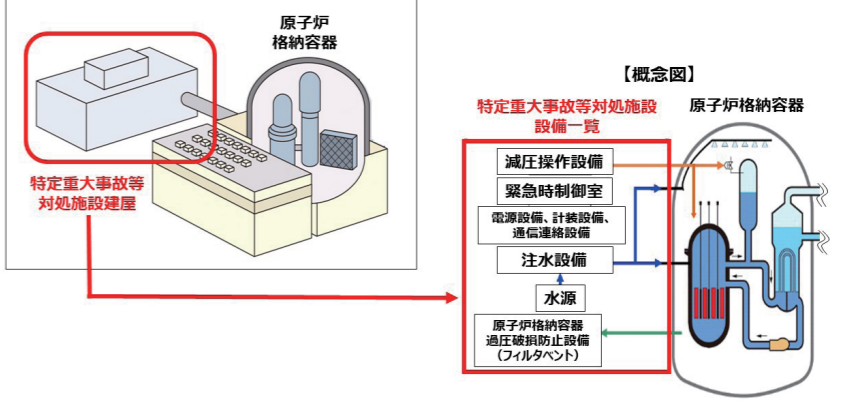 原子炉
格納容器
特定重大事故等
対処施設建屋
【概念図】
特定重大事故等対処施設
設備一覧
原子炉格納容器
減圧操作設備
緊急時制御室
電源設備、計装設備、
通信連絡設備
注水設備
水源
原子炉格納容器
過圧破損防止設備
（フィルタベント）